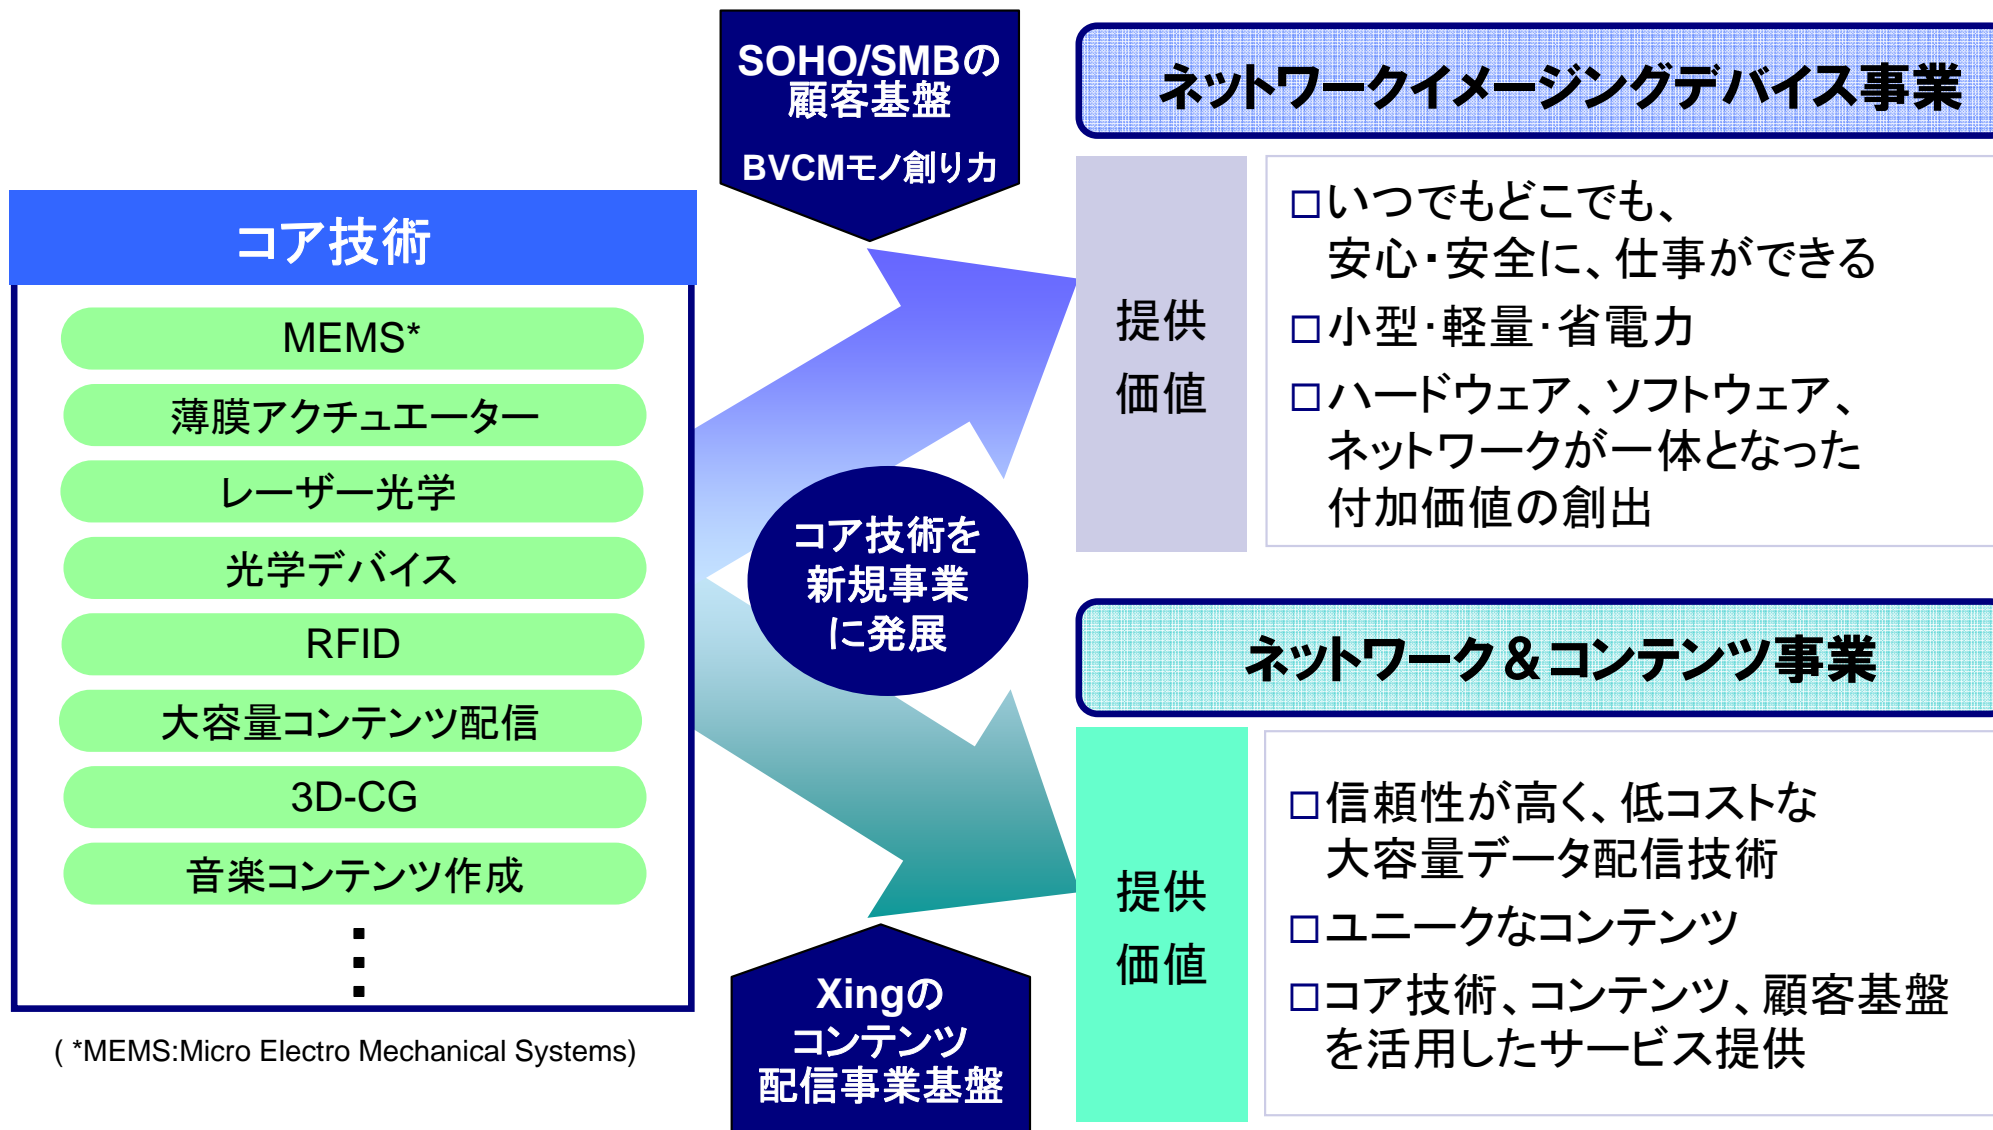 SOHO/SMBの
顧客基盤
BVCMモノ創り力
コア技術
MEMS*
薄膜アクチュエーター
レーザー光学
光学デバイス
RFID
大容量コンテンツ配信
3D-CG
音楽コンテンツ作成
( *MEMS:Micro Electro Mechanical Systems)
コア技術を
新規事業
に発展
Xingの
コンテンツ
配信事業基盤
ネットワークイメージングデバイス事業
提供
価値
□いつでもどこでも、
安心・安全に、仕事ができる
□小型・軽量・省電力
□ハードウェア、ソフトウェア、
ネットワークが一体となった
付加価値の創出
ネットワーク&コンテンツ事業
提供
価値
□信頼性が高く、低コストな
大容量データ配信技術
□ユニークなコンテンツ
□コア技術、コンテンツ、顧客基盤
を活用したサービス提供